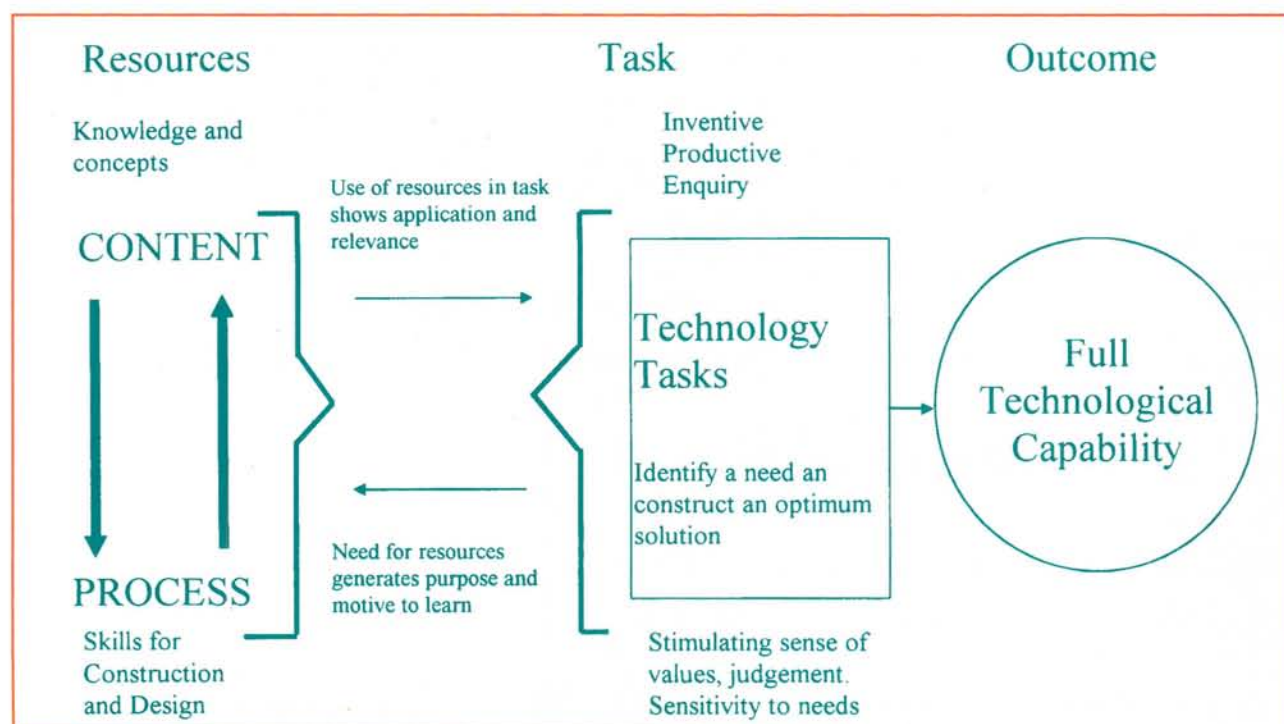 Resources
Task
Outcome
Knowledge and
concepts
Inventive
Productive
Enquiry
Use of resources in task
shows application and
relevance
CONTENT
Technology
Tasks
Full
Technological
Capability
Identify a need an
construct an optimum
solution
Need for resources
generates purpose and
motive to learn
PROCESS
Skills for
Construction
and Design
Stimulating sense of
values, judgement.
Sensitivity to needs